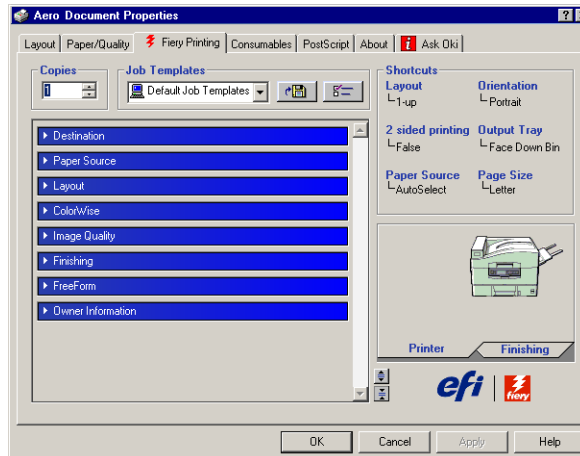 Aero Document Properties
Layout Paper/Quality Fiery Printing Consumables PostScript About Ask Oki
Copies
1
Job Templates
Default Job Templates
Destination
Paper Source
Layout
ColorWise
Image Quality
Finishing
FreeForm
Owner Information
Shortcuts
Layout Orientation
1-up Portrait
2 sided printing Output Tray
False Face Down Bin
Paper Source Page Size
AutoSelect Letter
Printer Finishing
efi fiery
OK Cancel Apply Help